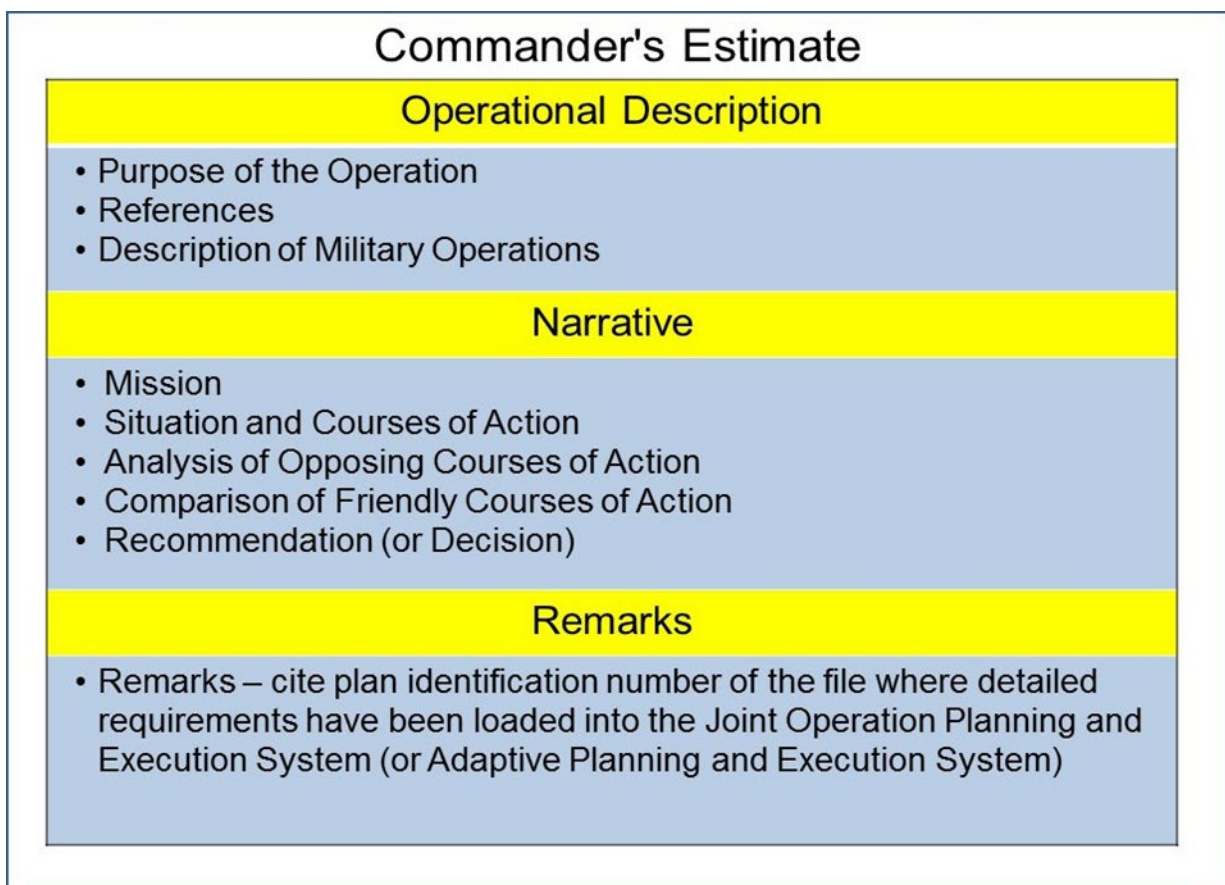 Commander's Estimate
Operational Description
• Purpose of the Operation
• References
• Description of Military Operations
Narrative
• Mission
• Situation and Courses of Action
• Analysis of Opposing Courses of Action
• Comparison of Friendly Courses of Action
• Recommendation (or Decision)
Remarks
• Remarks – cite plan identification number of the file where detailed
requirements have been loaded into the Joint Operation Planning and
Execution System (or Adaptive Planning and Execution System)